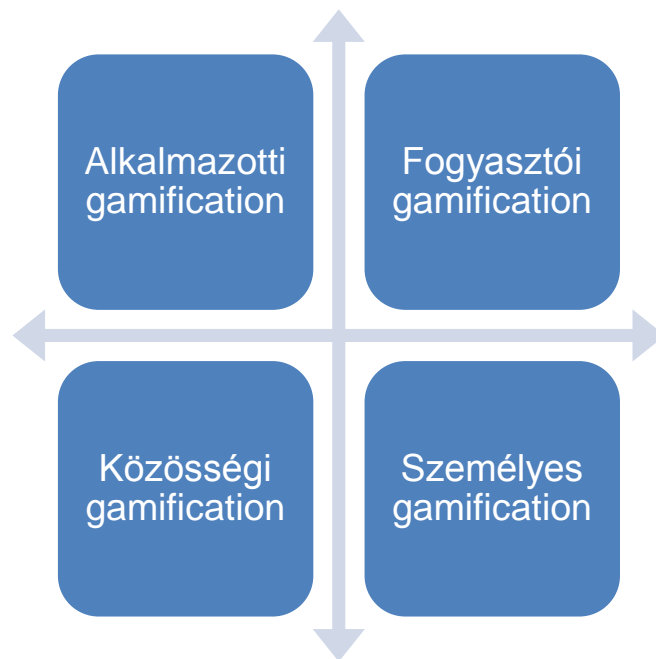 Alkalmazotti
gamification
Fogyasztói
gamification
Közösségi
gamification
Személyes
gamification